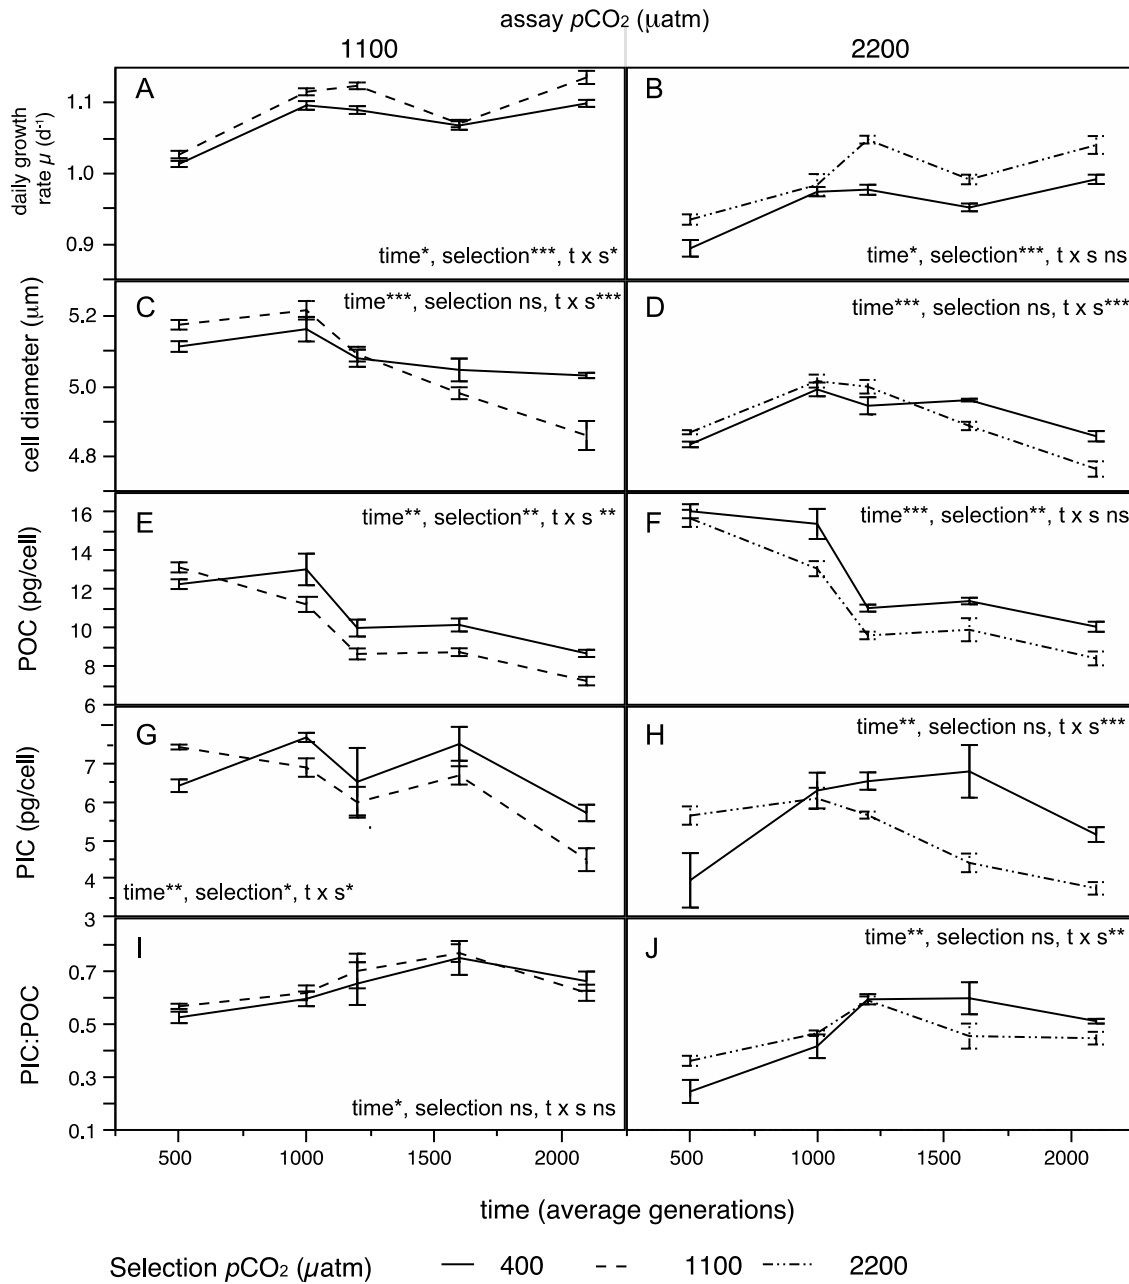 assay pCO2 (µatm)
1100 2200
A B
daily growth
rate µ (d-1)
1.1
1.0
0.9
time*, selection***, t x s* time*, selection***, t x s ns
C time***, selection ns, t x s*** D time***, selection ns, t x s***
cell diameter (µm)
5.2
5.0
4.8
E time**, selection**, t x s ** F time***, selection**, t x s ns
POC (pg/cell)
16
14
12
10
8
6
G H time**, selection ns, t x s***
PIC (pg/cell)
7
6
5
4
3
time**, selection*, t x s*
I J time**, selection ns, t x s**
PIC:POC
0.7
0.5
0.3
0.1
time*, selection ns, t x s ns
500 1000 1500 2000 500 1000 1500 2000
time (average generations)
Selection pCO2 (µatm) 400 1100 2200